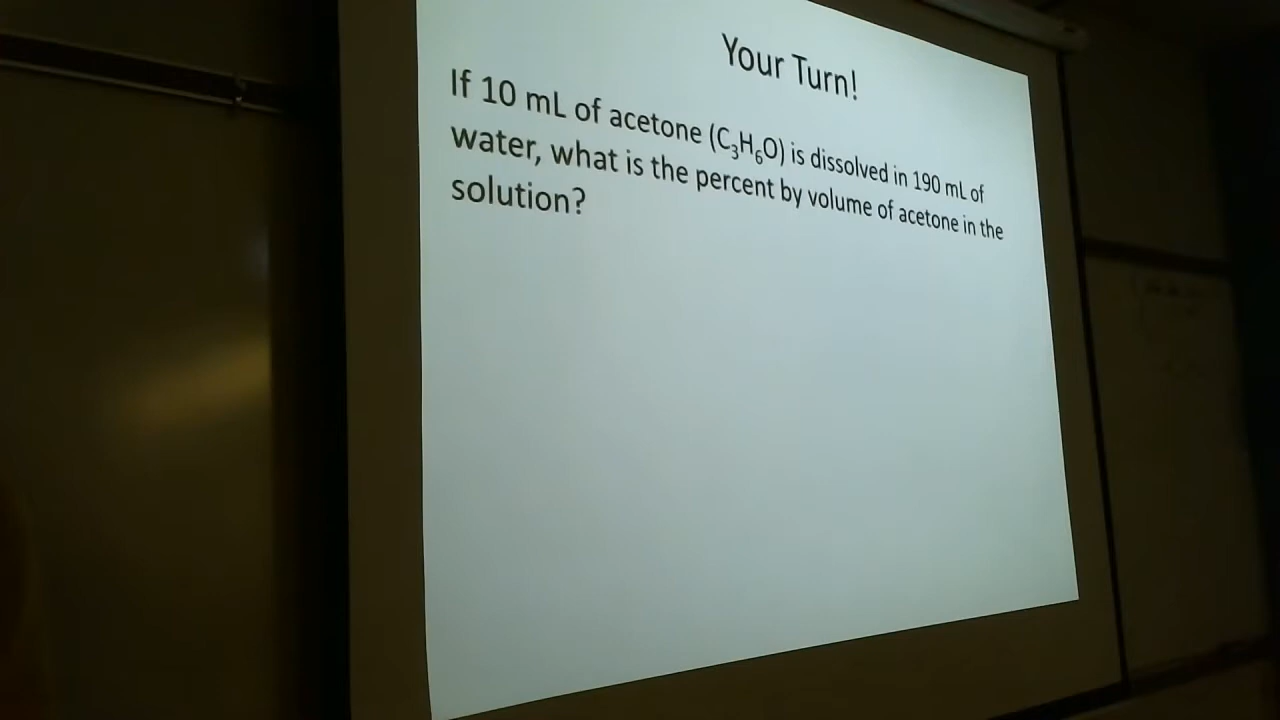 Your Turn!
If 10 mL of acetone (C₃H₆O) is dissolved in 190 mL of
water, what is the percent by volume of acetone in the
solution?